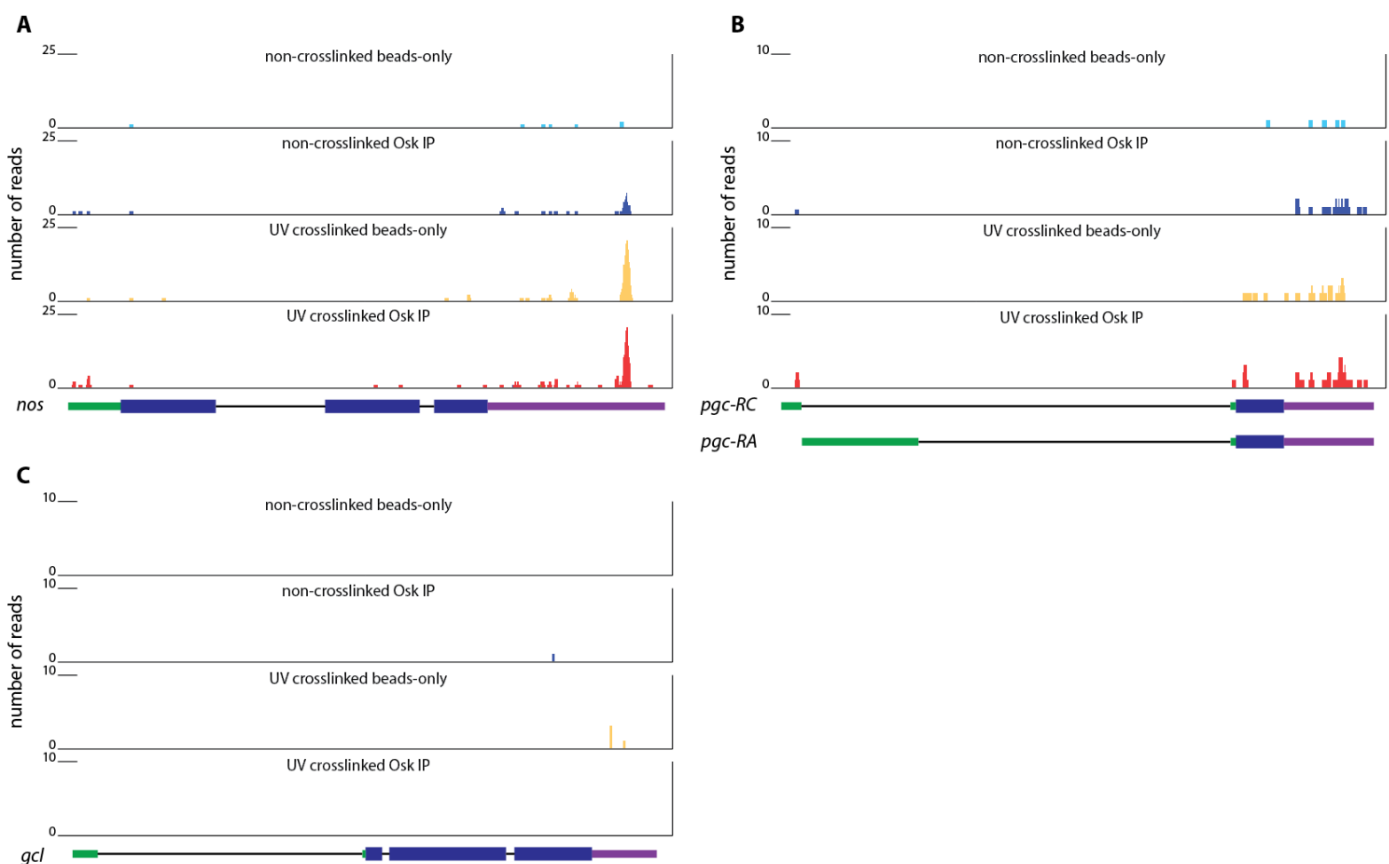 A
25
non-crosslinked beads-only
0
25
non-crosslinked Osk IP
0
25
UV crosslinked beads-only
0
25
UV crosslinked Osk IP
0
number of reads
nos
B
10
non-crosslinked beads-only
0
10
non-crosslinked Osk IP
0
10
UV crosslinked beads-only
0
10
UV crosslinked Osk IP
0
number of reads
pgc-RC
pgc-RA
C
10
non-crosslinked beads-only
0
10
non-crosslinked Osk IP
0
10
UV crosslinked beads-only
0
10
UV crosslinked Osk IP
0
number of reads
gcl